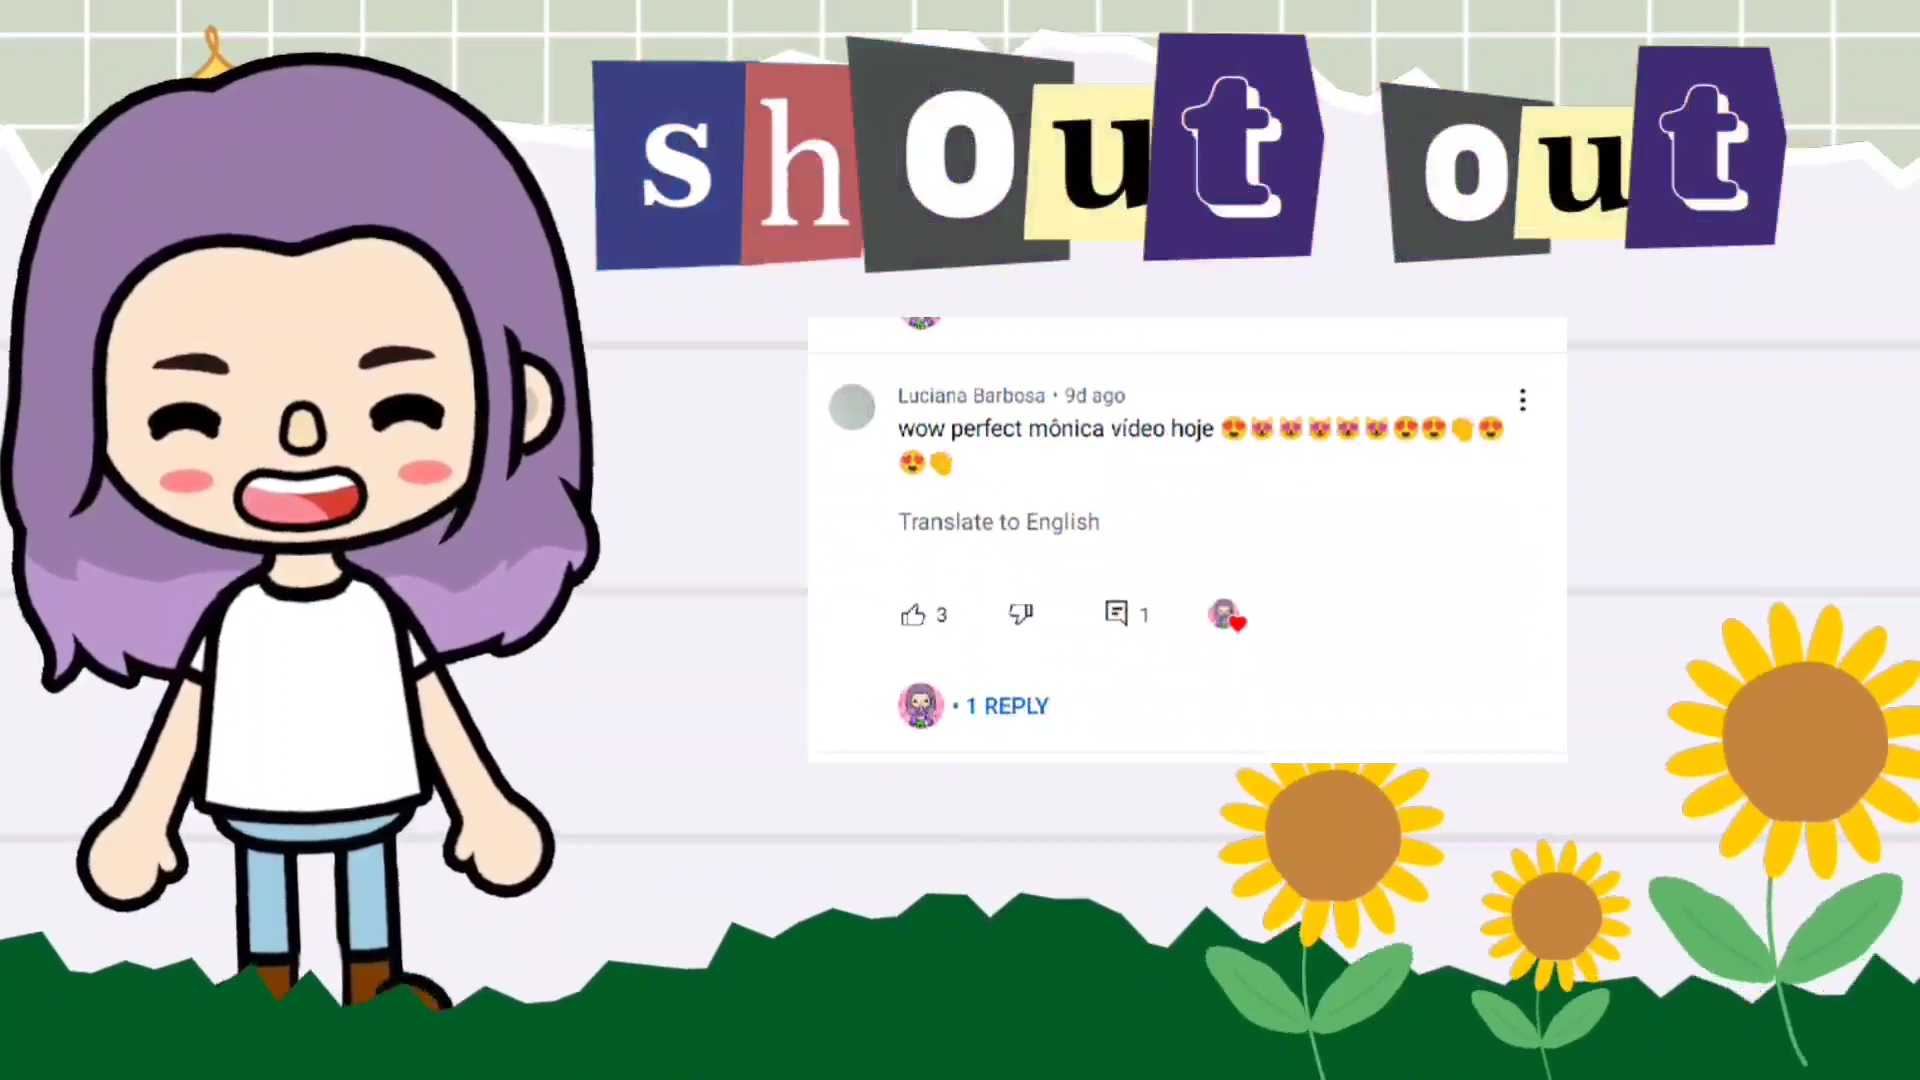 shout out
Luciana Barbosa • 9d ago
wow perfect mônica vídeo hoje 😍😻😻😻😻😻😍😍👏😍
😍👏
Translate to English
3 1
• 1 REPLY